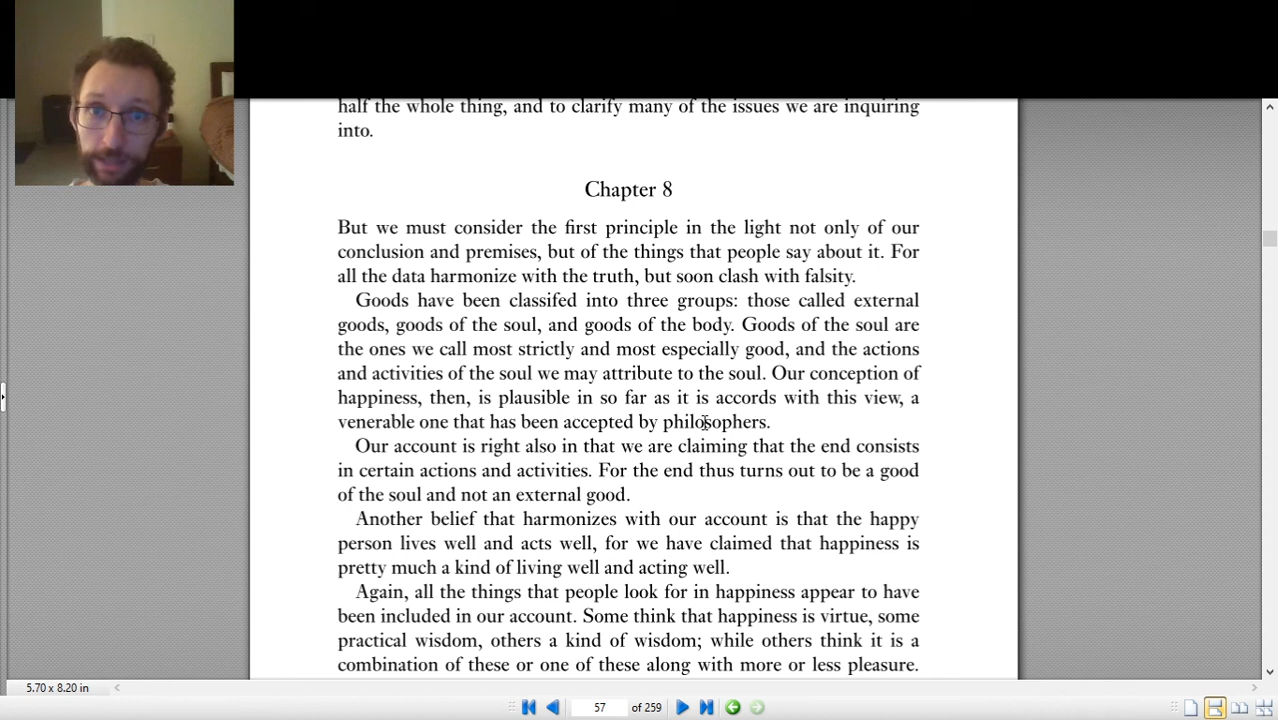 half the whole thing, and to clarify many of the issues we are inquiring
into.
Chapter 8
But we must consider the first principle in the light not only of our
conclusion and premises, but of the things that people say about it. For
all the data harmonize with the truth, but soon clash with falsity.
Goods have been classifed into three groups: those called external
goods, goods of the soul, and goods of the body. Goods of the soul are
the ones we call most strictly and most especially good, and the actions
and activities of the soul we may attribute to the soul. Our conception of
happiness, then, is plausible in so far as it is accords with this view, a
venerable one that has been accepted by philosophers.
Our account is right also in that we are claiming that the end consists
in certain actions and activities. For the end thus turns out to be a good
of the soul and not an external good.
Another belief that harmonizes with our account is that the happy
person lives well and acts well, for we have claimed that happiness is
pretty much a kind of living well and acting well.
Again, all the things that people look for in happiness appear to have
been included in our account. Some think that happiness is virtue, some
practical wisdom, others a kind of wisdom; while others think it is a
combination of these or one of these along with more or less pleasure.
5.70 x 8.20 in
57 of 259